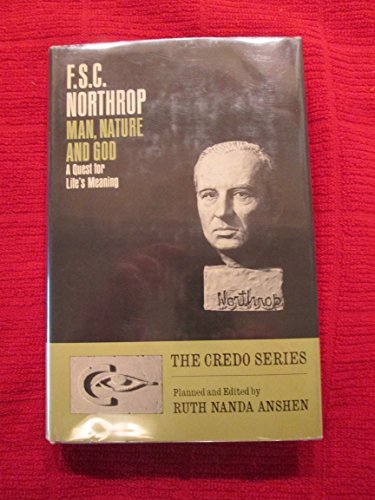 F.S.C.
NORTHROP
MAN, NATURE
AND GOD
A Quest for
Life's Meaning
Northrop
THE CREDO SERIES
Planned and Edited by
RUTH NANDA ANSHEN